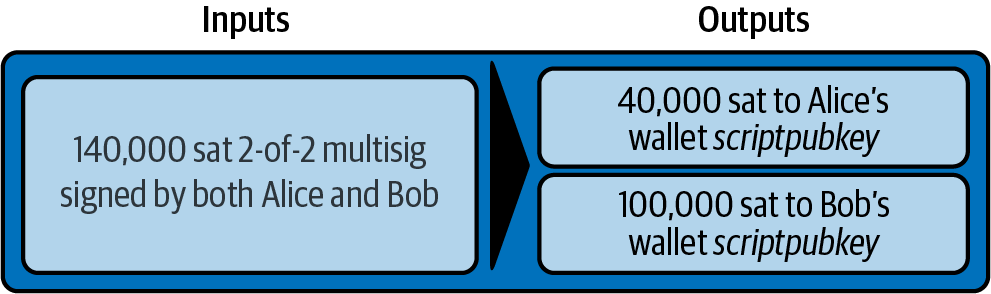 Inputs
Outputs
140,000 sat 2-of-2 multisig
signed by both Alice and Bob
40,000 sat to Alice’s
wallet scriptpubkey
100,000 sat to Bob’s
wallet scriptpubkey